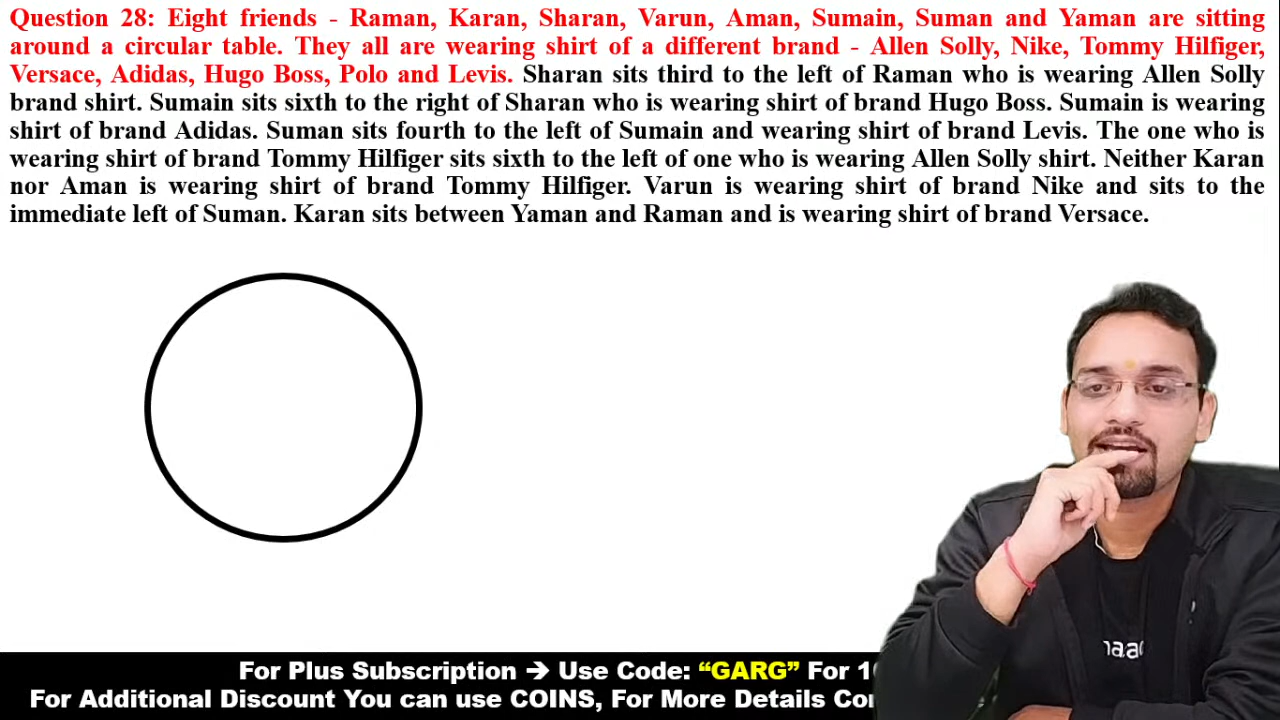 Question 28: Eight friends - Raman, Karan, Sharan, Varun, Aman, Sumain, Suman and Yaman are sitting
around a circular table. They all are wearing shirt of a different brand - Allen Solly, Nike, Tommy Hilfiger,
Versace, Adidas, Hugo Boss, Polo and Levis. Sharan sits third to the left of Raman who is wearing Allen Solly
brand shirt. Sumain sits sixth to the right of Sharan who is wearing shirt of brand Hugo Boss. Sumain is wearing
shirt of brand Adidas. Suman sits fourth to the left of Sumain and wearing shirt of brand Levis. The one who is
wearing shirt of brand Tommy Hilfiger sits sixth to the left of one who is wearing Allen Solly shirt. Neither Karan
nor Aman is wearing shirt of brand Tommy Hilfiger. Varun is wearing shirt of brand Nike and sits to the
immediate left of Suman. Karan sits between Yaman and Raman and is wearing shirt of brand Versace.
For Plus Subscription → Use Code: “GARG” For
For Additional Discount You can use COINS, For More Details